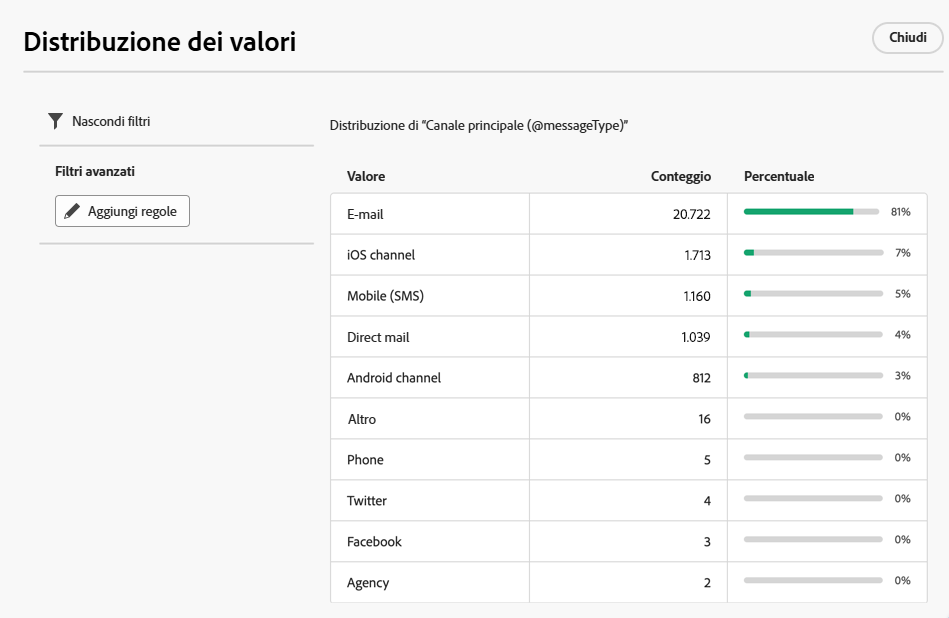 Distribuzione dei valori
Chiudi
Nascondi filtri
Filtri avanzati
Aggiungi regole
Distribuzione di "Canale principale (@messageType)"
Valore Conteggio Percentuale
E-mail 20.722 81%
iOS channel 1.713 7%
Mobile (SMS) 1.160 5%
Direct mail 1.039 4%
Android channel 812 3%
Altro 16 0%
Phone 5 0%
Twitter 4 0%
Facebook 3 0%
Agency 2 0%